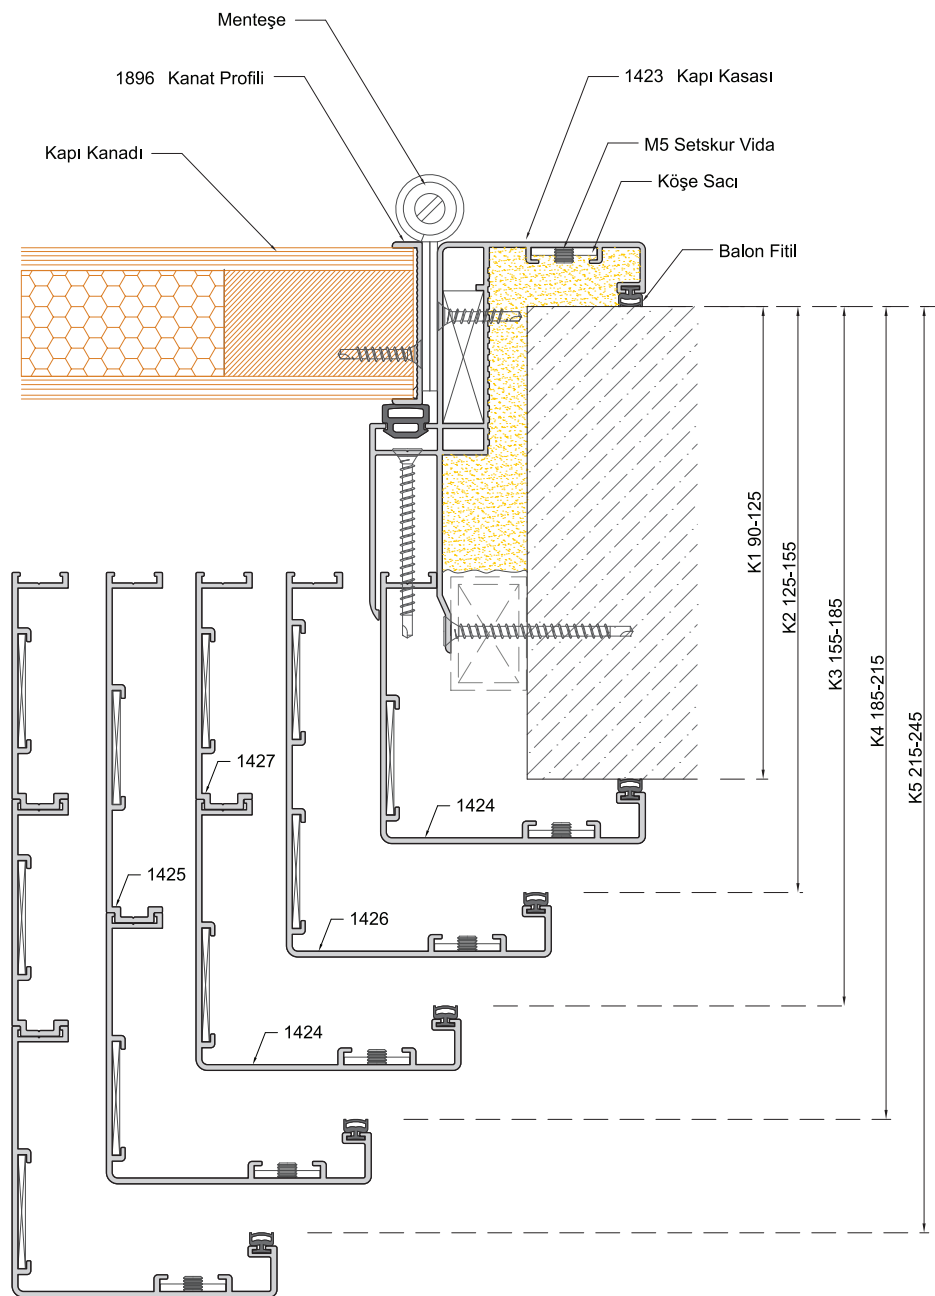 Menteşe
1896 Kanat Profili
1423 Kapı Kasası
M5 Setskur Vida
Kapı Kanadı
Köşe Sacı
Balon Fitil
K1 90-125
K2 125-155
K3 155-185
K4 185-215
K5 215-245
1427
1424
1425
1426
1424